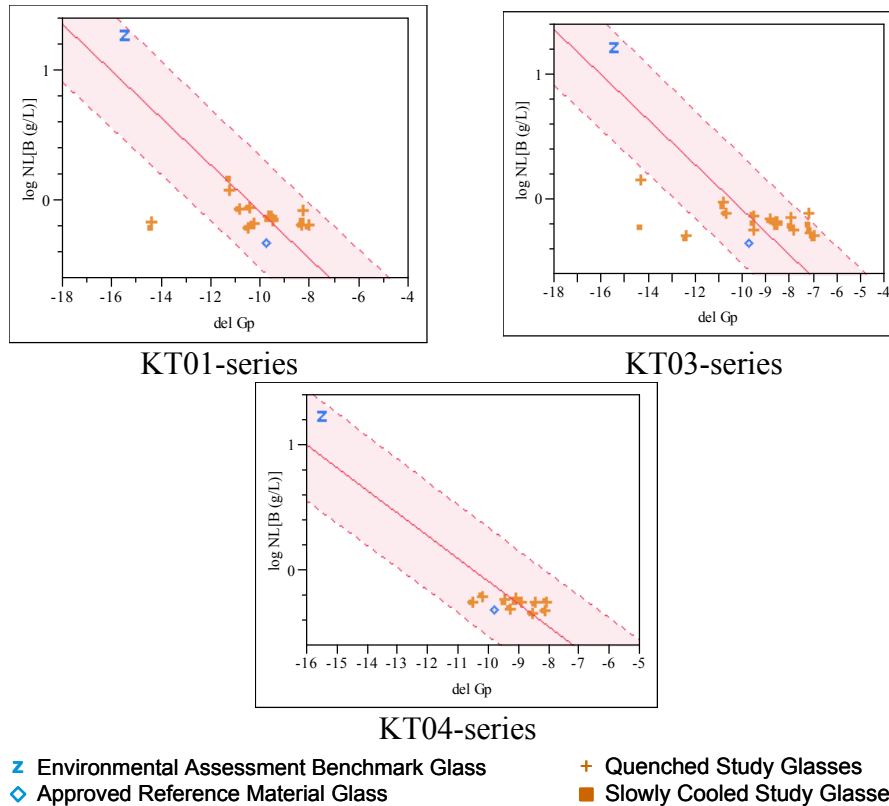 log NL[B (g/L)]
1
0
-18
-16
-14
-12
-10
-8
-6
-4
del Gp
KT01-series
log NL[B (g/L)]
1
0
-18
-16
-14
-12
-10
-9
-8
-7
-6
-5
-4
del Gp
KT03-series
log NL[B (g/L)]
1
0
-16
-15
-14
-13
-12
-11
-10
-9
-8
-7
-6
-5
del Gp
KT04-series
Z Environmental Assessment Benchmark Glass
Approved Reference Material Glass
+ Quenched Study Glasses
Slowly Cooled Study Glasse